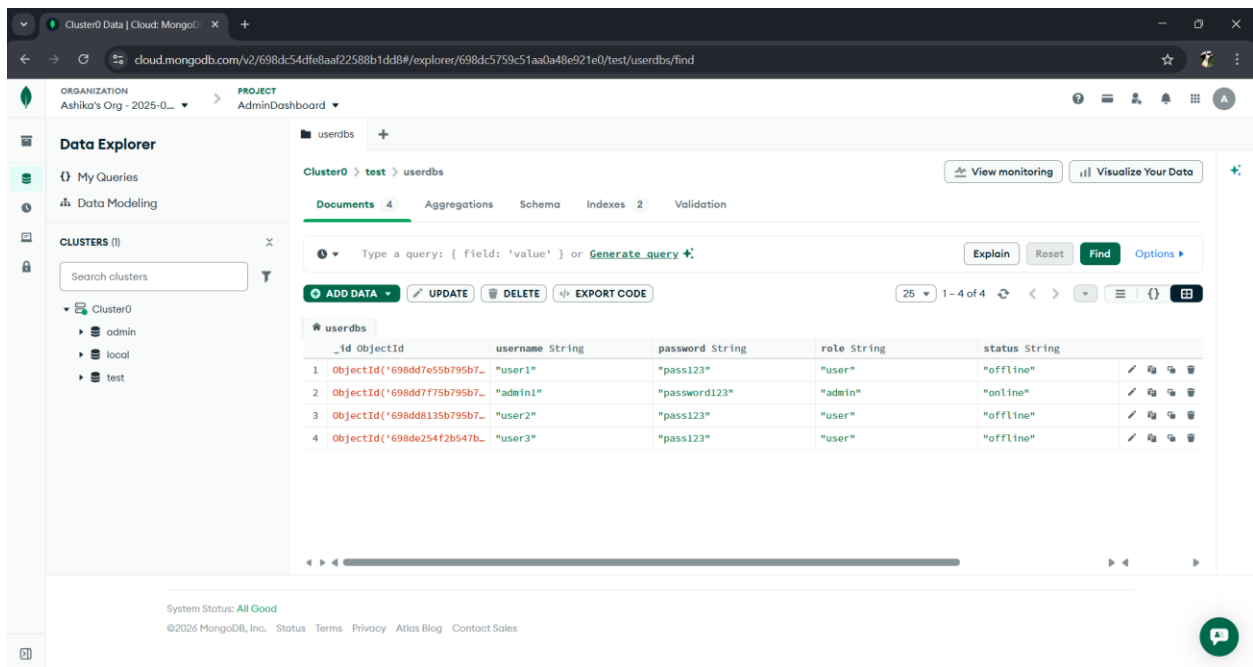 Cluster0 Data | Cloud: MongoD
cloud.mongodb.com/v2/698dc54dfe8aaf22588b1dd8#/explorer/698dc5759c51aa0a48e921e0/test/userdbs/find
ORGANIZATION
Ashika's Org - 2025-0...
PROJECT
AdminDashboard
A
Data Explorer
My Queries
Data Modeling
CLUSTERS (1)
Search clusters
Cluster0
admin
local
test
userdbs
Cluster0 > test > userdbs
View monitoring
Visualize Your Data
Documents 4 Aggregations Schema Indexes 2 Validation
Type a query: { field: 'value' } or Generate query
Explain Reset Find Options
ADD DATA UPDATE DELETE EXPORT CODE
25 1 – 4 of 4
userdbs
_id ObjectId username String password String role String status String
1 ObjectId('698dd7e55b795b7… "user1" "pass123" "user" "offline"
2 ObjectId('698dd7f75b795b7… "admin1" "password123" "admin" "online"
3 ObjectId('698dd8135b795b7… "user2" "pass123" "user" "offline"
4 ObjectId('698de254f2b547b… "user3" "pass123" "user" "offline"
System Status: All Good
©2026 MongoDB, Inc. Status Terms Privacy Atlas Blog Contact Sales